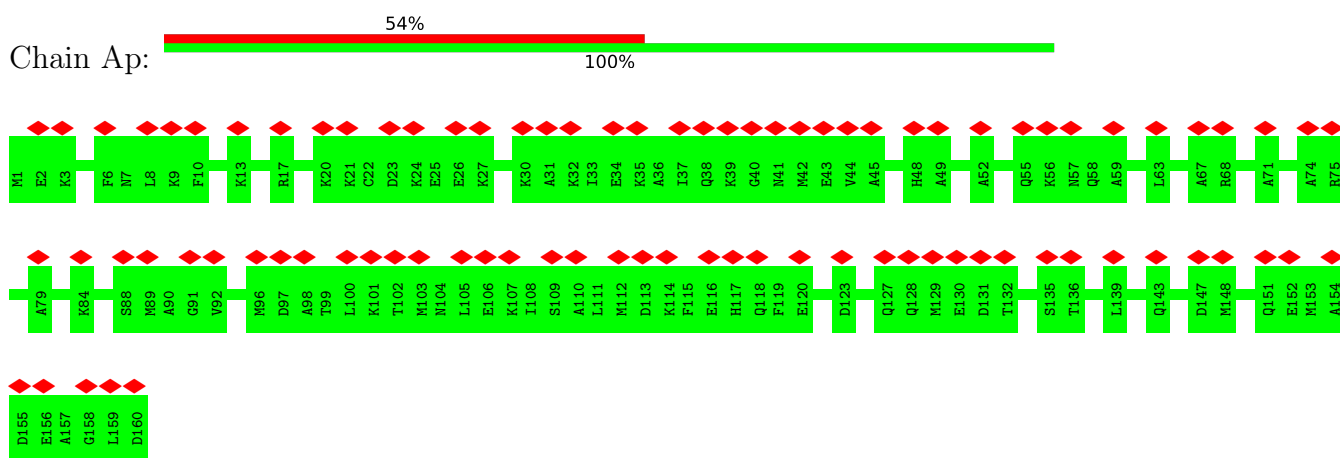 54%
Chain Ap:
100%
M1 E2 K3 F6 N7 L8 K9 F10 K13 R17 K20 K21 C22 D23 K24 E25 E26 K27 K30 A31 K32 I33 E34 K35 A36 I37 Q38 K39 G40 N41 M42 E43 V44 A45 H48 A49 A52 Q55 K56 N57 Q58 A59 L63 A67 R68 A71 A74 R75
A79 K84 S88 M89 A90 G91 V92 M96 D97 A98 T99 L100 K101 T102 M103 N104 L105 E106 K107 I108 S109 A110 L111 M112 D113 K114 F115 E116 H117 Q118 F119 E120 D123 Q127 Q128 M129 E130 D131 T132 S135 T136 L139 Q143 D147 M148 Q151 E152 M153 A154
D155 E156 A157 G158 L159 D160